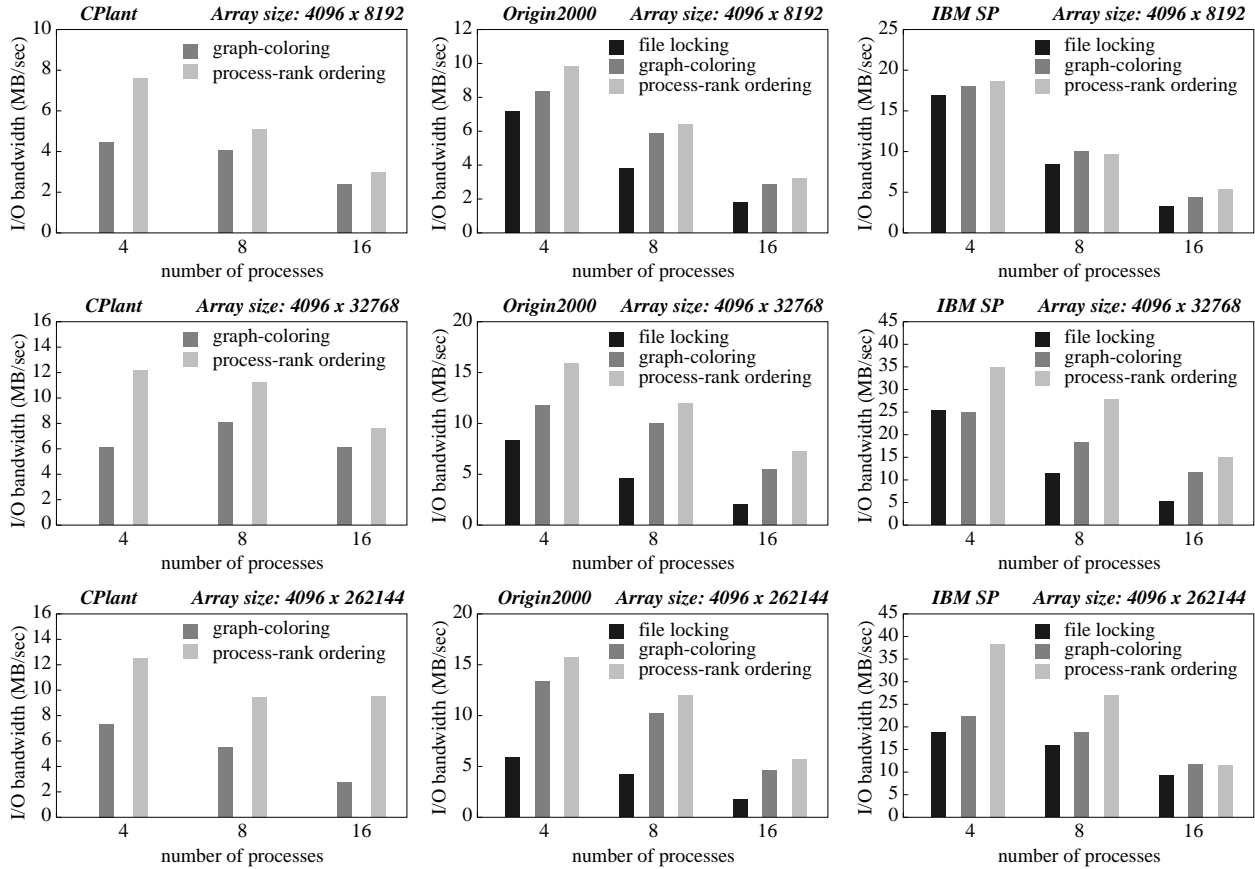 CPlant Array size: 4096 x 8192
I/O bandwidth (MB/sec)
10
8
6
4
2
0
graph-coloring
process-rank ordering
4 8 16
number of processes
Origin2000 Array size: 4096 x 8192
I/O bandwidth (MB/sec)
12
10
8
6
4
2
0
file locking
graph-coloring
process-rank ordering
4 8 16
number of processes
IBM SP Array size: 4096 x 8192
I/O bandwidth (MB/sec)
25
20
15
10
5
0
file locking
graph-coloring
process-rank ordering
4 8 16
number of processes
CPlant Array size: 4096 x 32768
I/O bandwidth (MB/sec)
16
14
12
10
8
6
4
2
0
graph-coloring
process-rank ordering
4 8 16
number of processes
Origin2000 Array size: 4096 x 32768
I/O bandwidth (MB/sec)
20
15
10
5
0
file locking
graph-coloring
process-rank ordering
4 8 16
number of processes
IBM SP Array size: 4096 x 32768
I/O bandwidth (MB/sec)
45
40
35
30
25
20
15
10
5
0
file locking
graph-coloring
process-rank ordering
4 8 16
number of processes
CPlant Array size: 4096 x 262144
I/O bandwidth (MB/sec)
16
14
12
10
8
6
4
2
0
graph-coloring
process-rank ordering
4 8 16
number of processes
Origin2000 Array size: 4096 x 262144
I/O bandwidth (MB/sec)
20
15
10
5
0
file locking
graph-coloring
process-rank ordering
4 8 16
number of processes
IBM SP Array size: 4096 x 262144
I/O bandwidth (MB/sec)
45
40
35
30
25
20
15
10
5
0
file locking
graph-coloring
process-rank ordering
4 8 16
number of processes